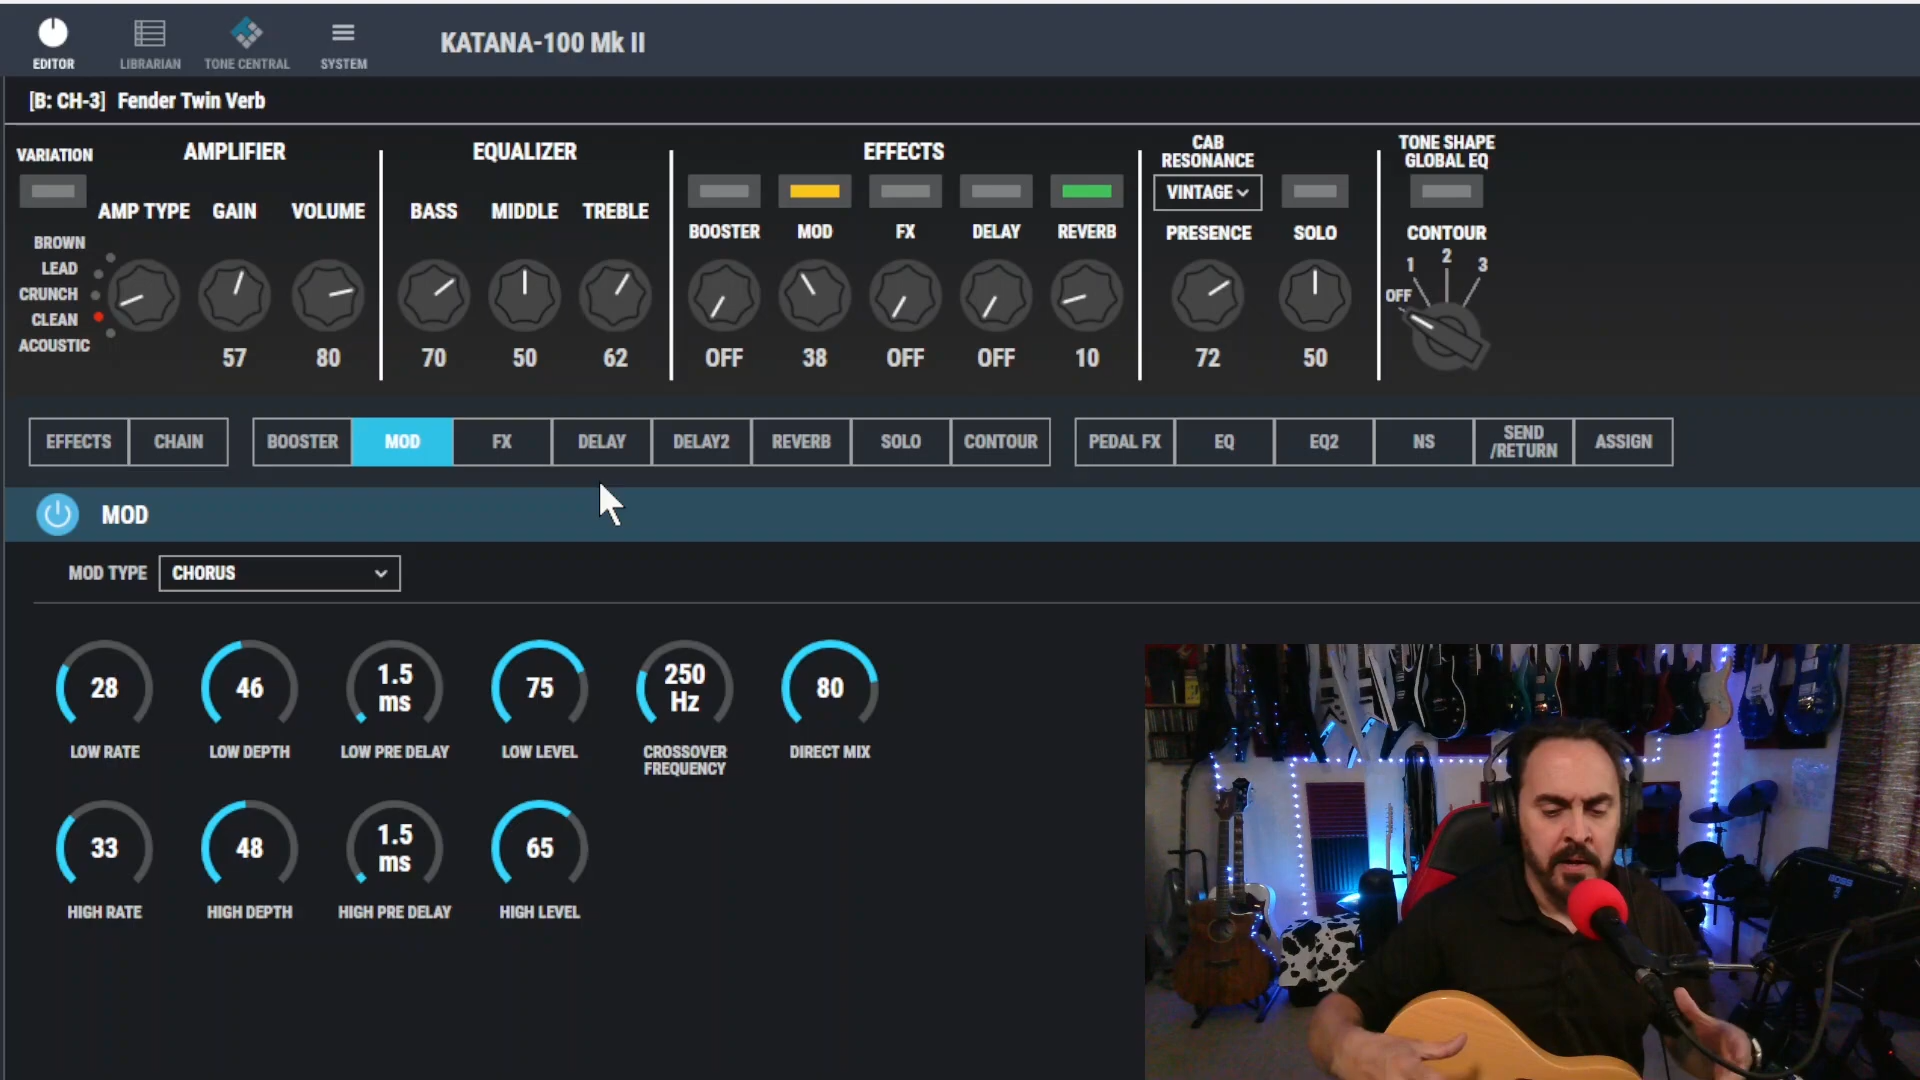 EDITOR
LIBRARIAN
TONE CENTRAL
SYSTEM
KATANA-100 Mk II
[B: CH-3] Fender Twin Verb
VARIATION
AMPLIFIER
AMP TYPE
GAIN
VOLUME
BROWN
LEAD
CRUNCH
CLEAN
ACOUSTIC
57
80
EQUALIZER
BASS
MIDDLE
TREBLE
70
50
62
EFFECTS
BOOSTER
MOD
FX
DELAY
REVERB
OFF
38
OFF
OFF
10
CAB
RESONANCE
VINTAGE
PRESENCE
SOLO
72
50
TONE SHAPE
GLOBAL EQ
CONTOUR
1
2
3
OFF
EFFECTS
CHAIN
BOOSTER
MOD
FX
DELAY
DELAY2
REVERB
SOLO
CONTOUR
PEDAL FX
EQ
EQ2
NS
SEND
/RETURN
ASSIGN
MOD
MOD TYPE
CHORUS
28
46
1.5
ms
75
250
Hz
80
LOW RATE
LOW DEPTH
LOW PRE DELAY
LOW LEVEL
CROSSOVER
FREQUENCY
DIRECT MIX
33
48
1.5
ms
65
HIGH RATE
HIGH DEPTH
HIGH PRE DELAY
HIGH LEVEL
BOSS